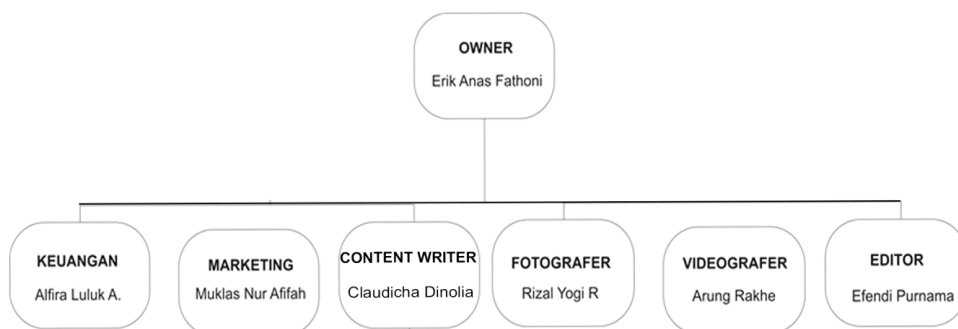 OWNER
Erik Anas Fathoni
KEUANGAN
Alfira Luluk A.
MARKETING
Muklas Nur Afifah
CONTENT WRITER
Claudicha Dinolia
FOTOGRAFER
Rizal Yogi R
VIDEOGRAFER
Arung Rakhe
EDITOR
Efendi Purnama